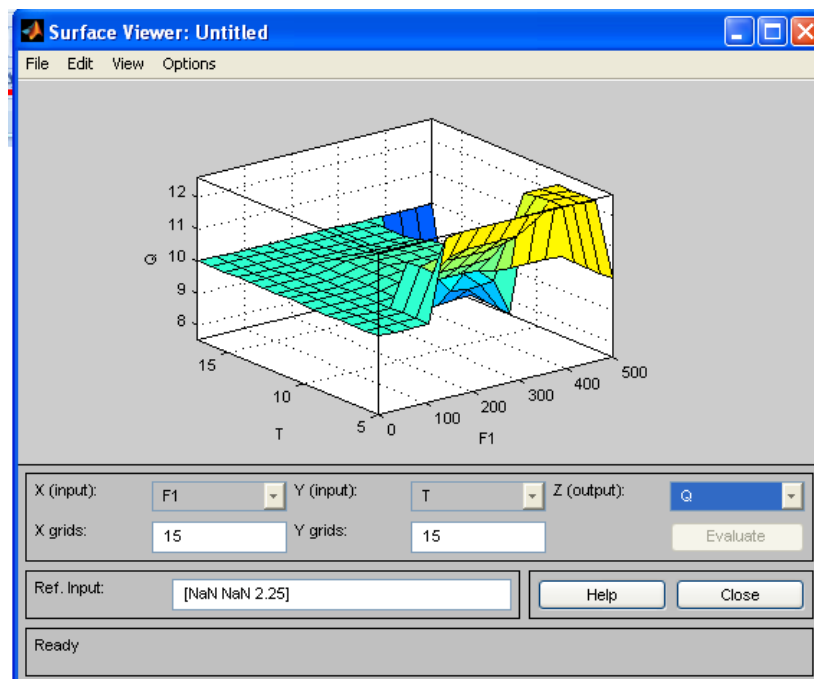 Surface Viewer: Untitled
File Edit View Options
12
11
10
9
8
Q
15
10
5
T
0
100
200
300
400
500
F1
X (input): F1 Y (input): T Z (output): Q
X grids: 15 Y grids: 15 Evaluate
Ref. Input: [NaN NaN 2.25] Help Close
Ready